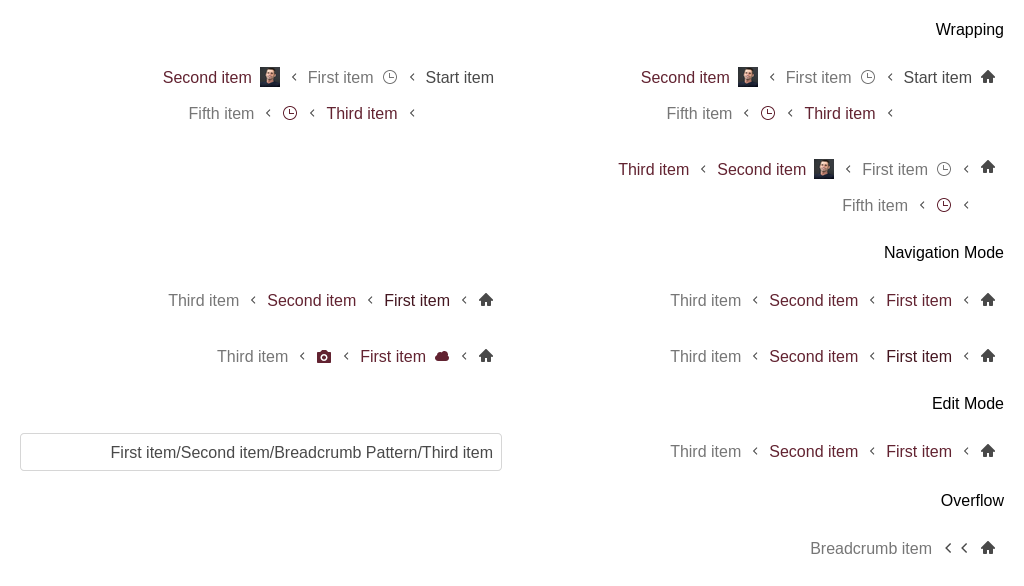 Wrapping
Start item First item Second item
Third item Fifth item
Start item First item Second item
Third item Fifth item
First item Second item Third item
Fifth item
Navigation Mode
First item Second item Third item
First item Second item Third item
First item Second item Third item
First item Third item
Edit Mode
First item Second item Third item
First item/Second item/Breadcrumb Pattern/Third item
Overflow
Breadcrumb item